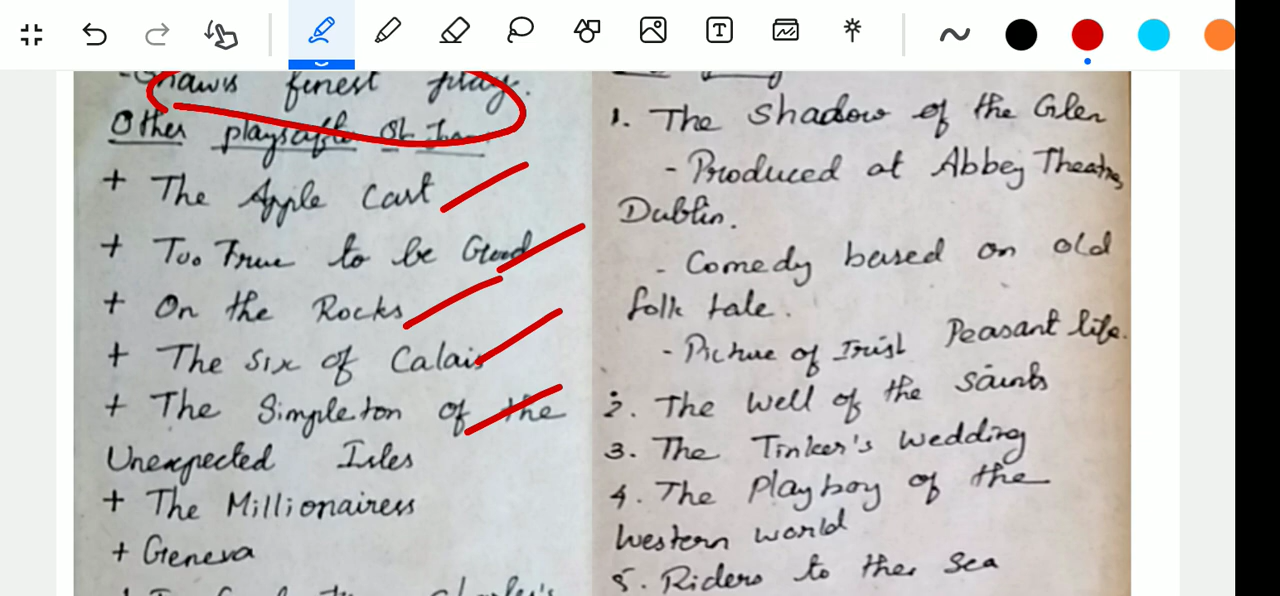 -Shaw's finest play.
Other plays after St Joan
+ The Apple Cart
+ Too True to be Good
+ On the Rocks
+ The Six of Calais
+ The Simpleton of the
Unexpected Isles
+ The Millionairess
+ Geneva
Charles's
1. The Shadow of the Glen
- Produced at Abbey Theatre,
Dublin.
- Comedy based on old
folk tale.
- Picture of Irish Peasant life.
2. The Well of the Saints
3. The Tinker's Wedding
4. The Playboy of the
Western World
5. Riders to the Sea